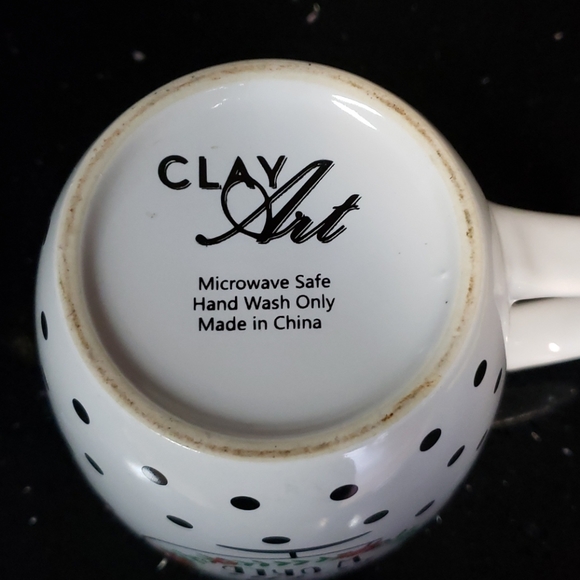 CLAY
Art
Microwave Safe
Hand Wash Only
Made in China